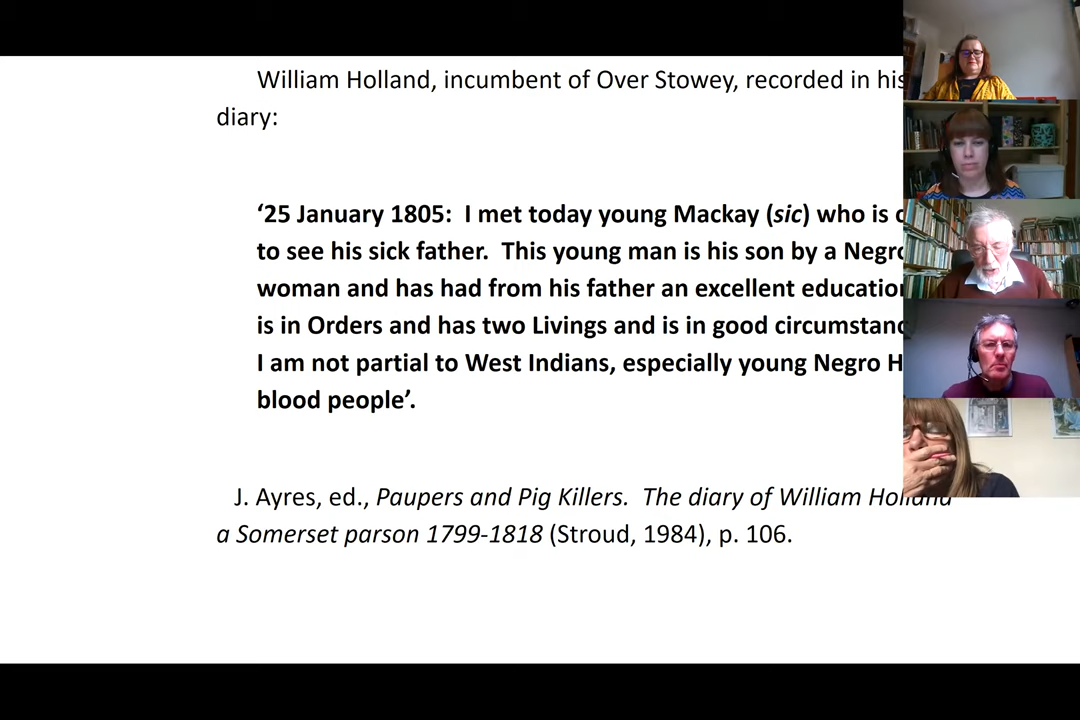 William Holland, incumbent of Over Stowey, recorded in his
diary:
‘25 January 1805:  I met today young Mackay (sic) who is
to see his sick father.  This young man is his son by a
woman and has had from his father an excellent
is in Orders and has two Livings and is in good
I am not partial to West Indians, especially young Negro
blood people’.
J. Ayres, ed., Paupers and Pig Killers.  The diary of William Holland
a Somerset parson 1799-1818 (Stroud, 1984), p. 106.